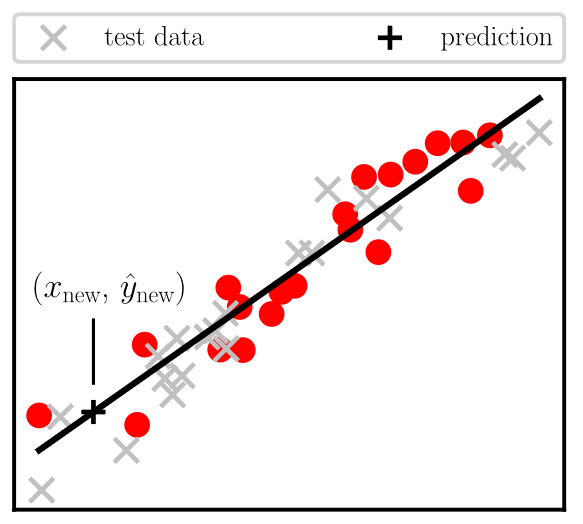 test data prediction
(x_new, ŷ_new)